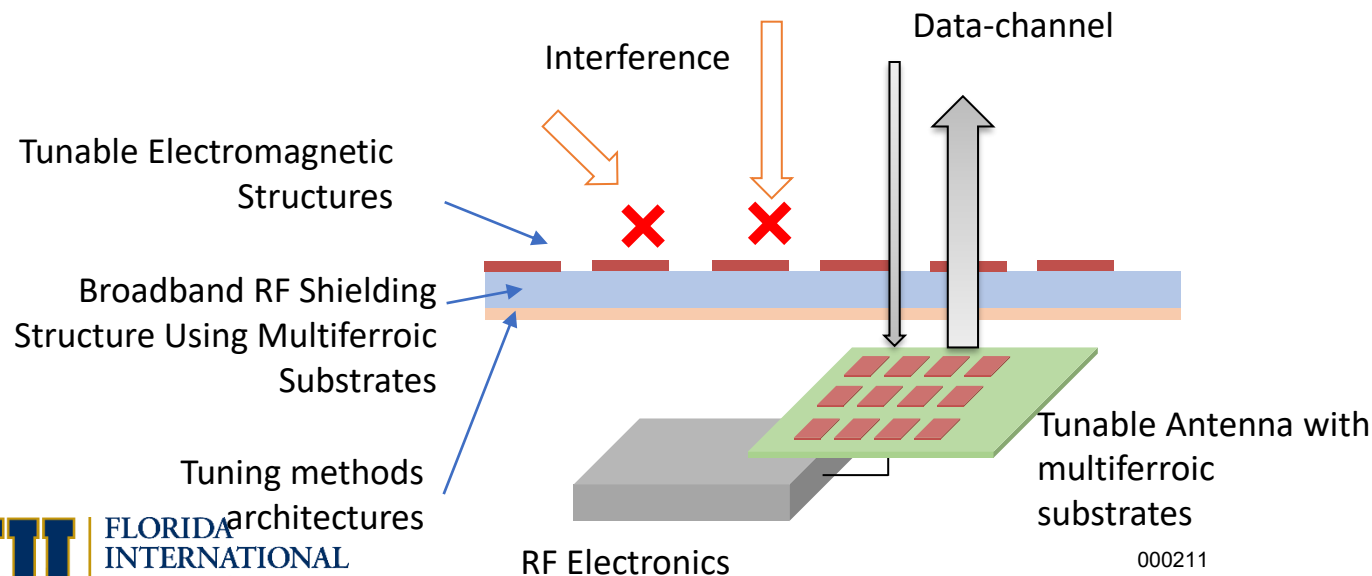 Data-channel
Interference
Tunable Electromagnetic
Structures
Broadband RF Shielding
Structure Using Multiferroic
Substrates
Tuning methods
architectures
Tunable Antenna with
multiferroic
substrates
RF Electronics
FLORIDA
INTERNATIONAL
000211